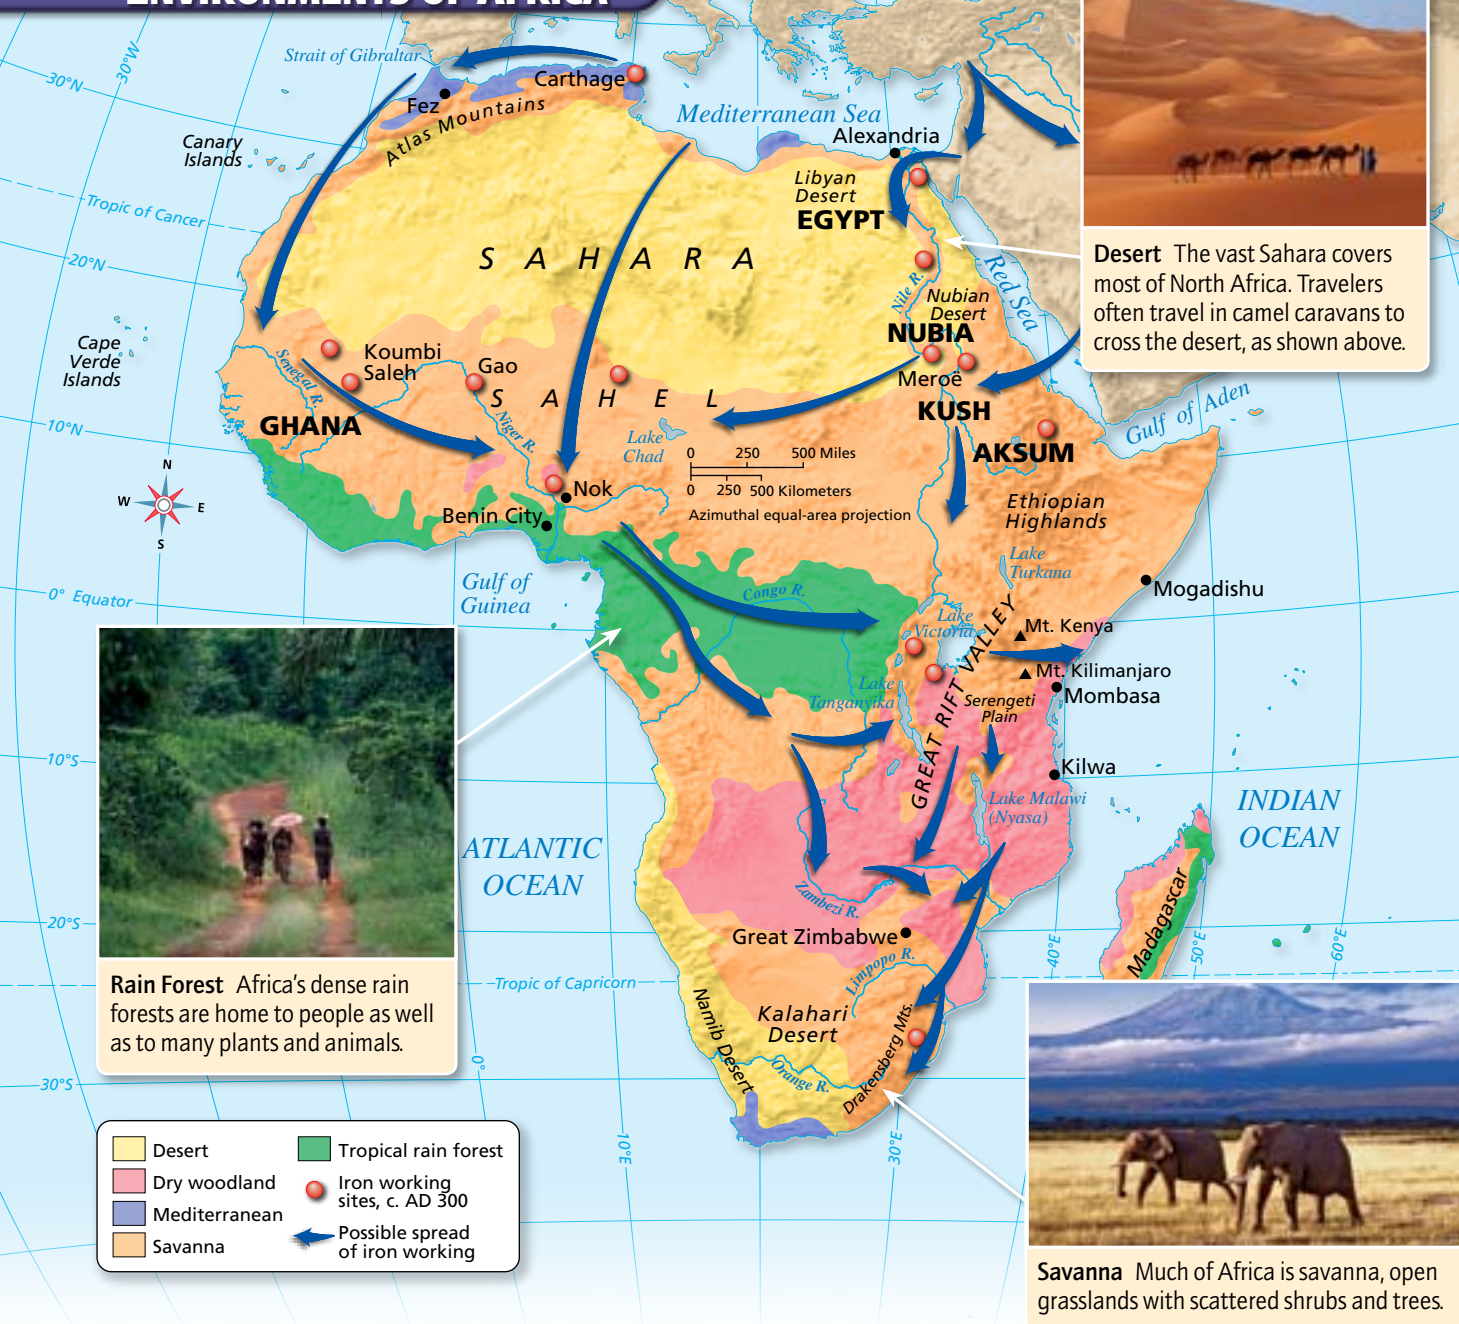 ENVIRONMENTS OF AFRICA
Strait of Gibraltar
30°W
30°N
Carthage
Fez
Atlas Mountains
Mediterranean Sea
Alexandria
Canary
Islands
Libyan
Desert
EGYPT
Tropic of Cancer
SAHARA
20°N
Red Sea
Nile R.
Nubian
Desert
NUBIA
Cape
Verde
Islands
Senegal R.
Koumbi
Saleh
Gao
Meroë
SAHEL
KUSH
GHANA
10°N
Niger R.
Lake
Chad
AKSUM
Gulf of Aden
0 250 500 Miles
0 250 500 Kilometers
Azimuthal equal-area projection
N
W
E
S
Nok
Benin City
Ethiopian
Highlands
Lake
Turkana
Mogadishu
Gulf of
Guinea
0° Equator
Congo R.
Lake
Victoria
GREAT RIFT VALLEY
Mt. Kenya
Mt. Kilimanjaro
Mombasa
Lake
Tanganyika
Serengeti
Plain
10°S
Kilwa
Lake Malawi
(Nyasa)
INDIAN
OCEAN
ATLANTIC
OCEAN
Zambezi R.
20°S
Great Zimbabwe
Madagascar
40°E
50°E
60°E
Limpopo R.
Tropic of Capricorn
Namib Desert
Kalahari
Desert
Drakensberg Mts.
Orange R.
30°S
0°
10°E
30°E
Desert The vast Sahara covers
most of North Africa. Travelers
often travel in camel caravans to
cross the desert, as shown above.
Rain Forest Africa’s dense rain
forests are home to people as well
as to many plants and animals.
Savanna Much of Africa is savanna, open
grasslands with scattered shrubs and trees.
Desert
Dry woodland
Mediterranean
Savanna
Tropical rain forest
Iron working
sites, c. AD 300
Possible spread
of iron working